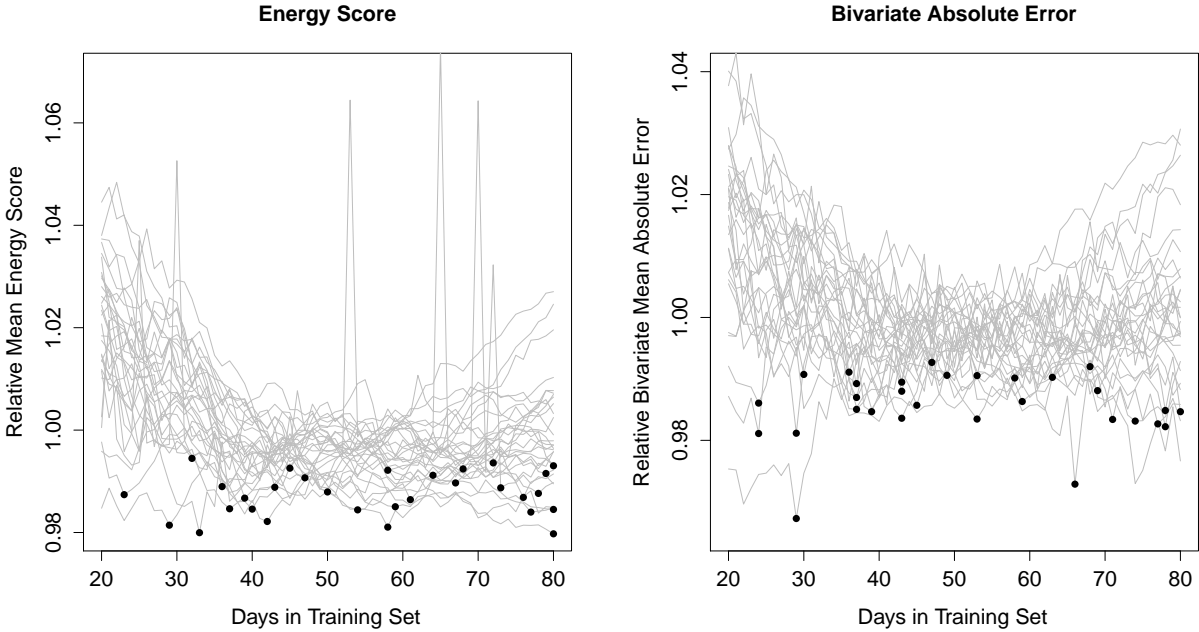 Energy Score
Relative Mean Energy Score
0.98 1.00 1.02 1.04 1.06
20 30 40 50 60 70 80
Days in Training Set
Bivariate Absolute Error
Relative Bivariate Mean Absolute Error
0.98 1.00 1.02 1.04
20 30 40 50 60 70 80
Days in Training Set